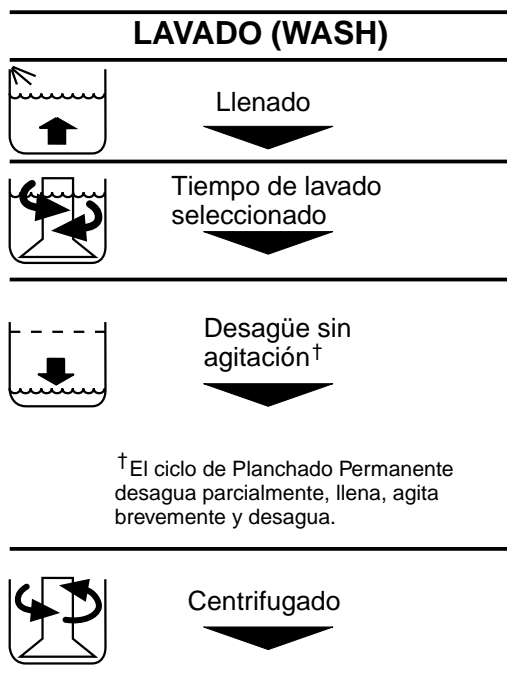 LAVADO (WASH)
Llenado
Tiempo de lavado
seleccionado
Desagüe sin
agitación†
†El ciclo de Planchado Permanente
desagua parcialmente, llena, agita
brevemente y desagua.
Centrifugado